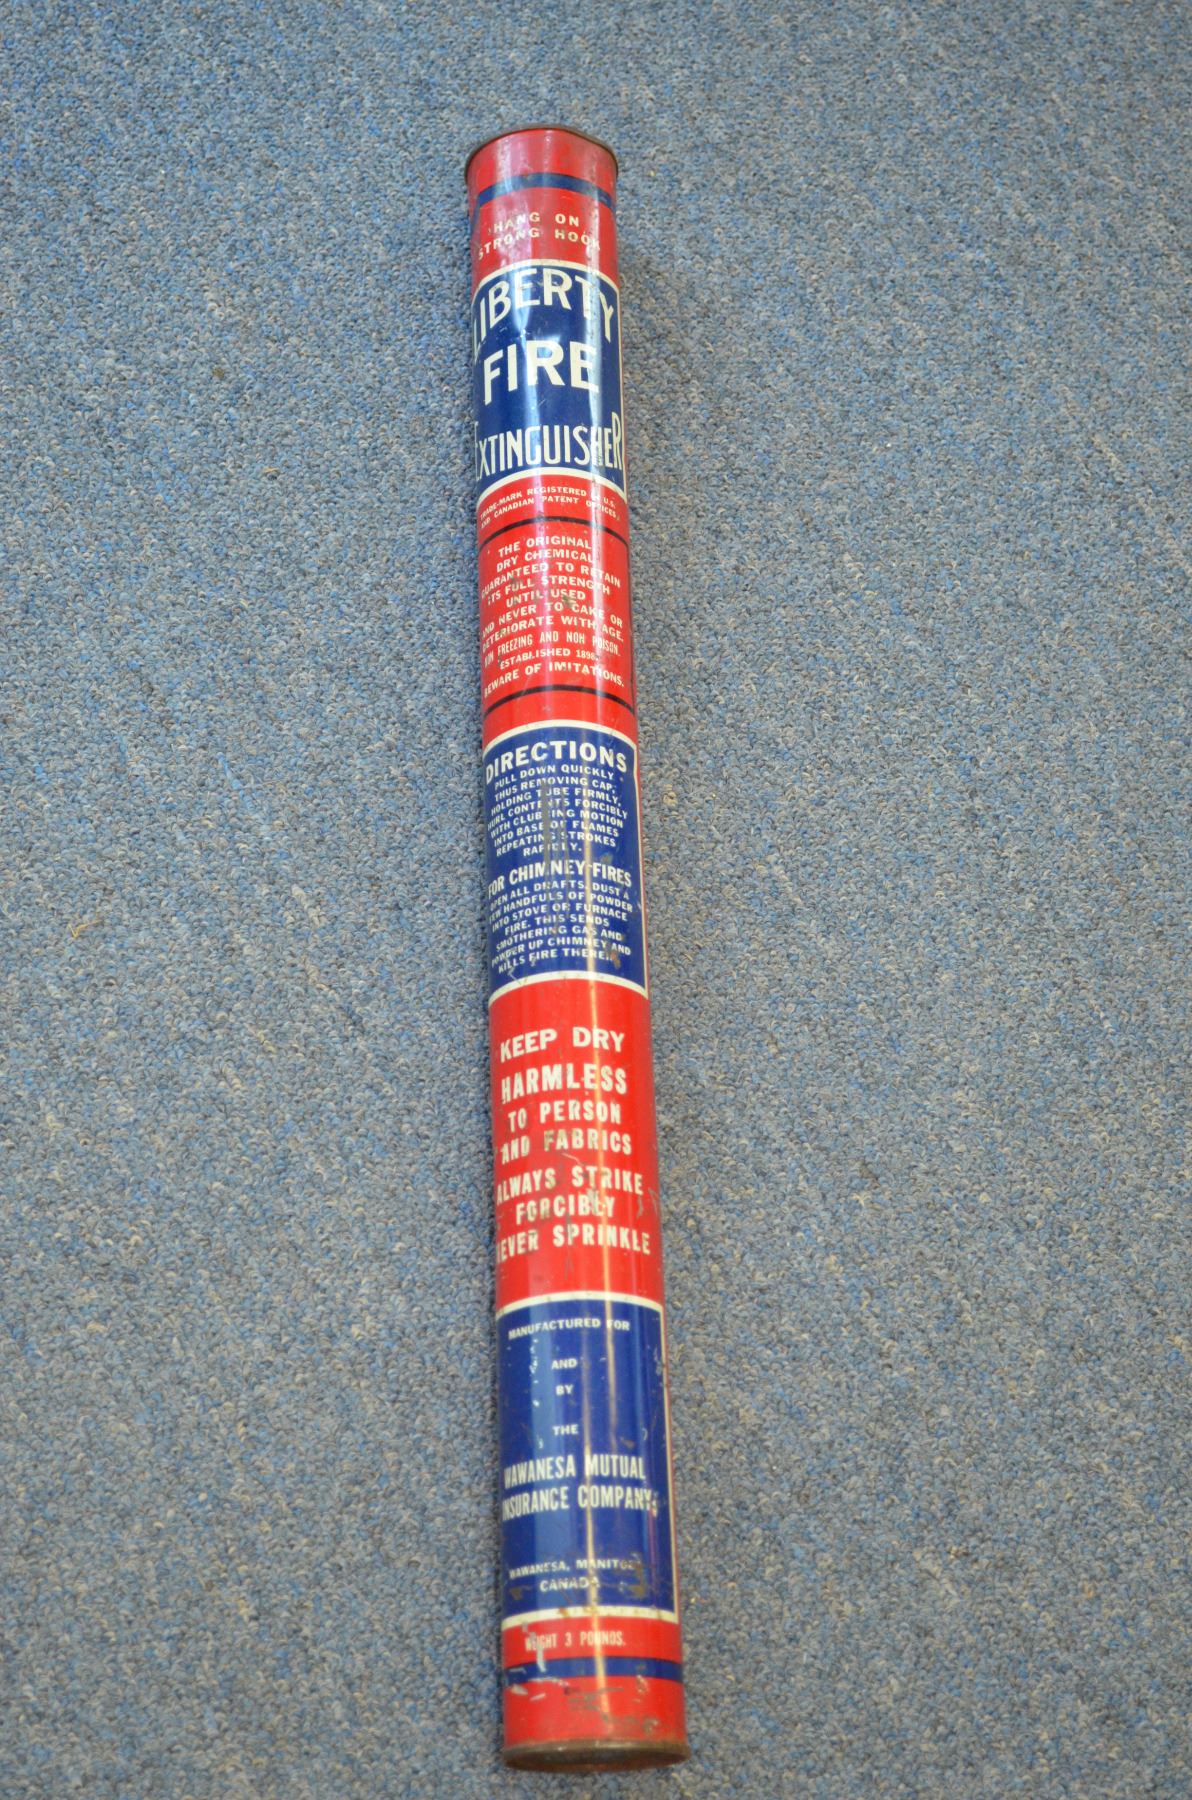 HANG ON
STRONG HOOK
LIBERTY
FIRE
EXTINGUISHER
TRADE-MARK REGISTERED U.S.
AND CANADIAN PATENT OFFICES.
THE ORIGINAL
DRY CHEMICAL
GUARANTEED TO RETAIN
ITS FULL STRENGTH
UNTIL USED
AND NEVER TO CAKE OR
DETERIORATE WITH AGE.
NON FREEZING AND NON POISON.
ESTABLISHED
BEWARE OF IMITATIONS.
DIRECTIONS
PULL DOWN QUICKLY
THUS REMOVING CAP,
HOLDING TUBE FIRMLY,
HURL CONTENTS FORCIBLY
WITH CLUBBING MOTION
INTO BASE OF FLAMES
REPEATING STROKES
RAPIDLY.
FOR CHIMNEY-FIRES
OPEN ALL DRAFTS. DUST A
FEW HANDFULS OF POWDER
INTO STOVE OR FURNACE
FIRE. THIS SENDS
SMOTHERING GAS AND
POWDER UP CHIMNEY AND
KILLS FIRE THEREIN.
KEEP DRY
HARMLESS
TO PERSON
AND FABRICS
ALWAYS STRIKE
FORCIBLY
NEVER SPRINKLE
MANUFACTURED FOR
AND
BY
THE
WAWANESA MUTUAL
INSURANCE COMPANY
WAWANESA, MANITOBA
CANADA
WEIGHT 3 POUNDS.